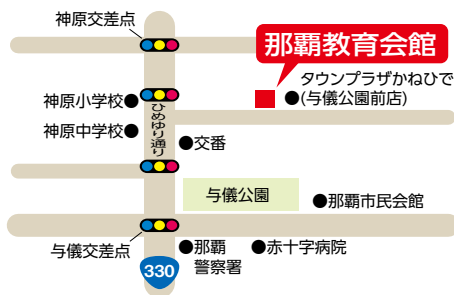 神原交差点
那覇教育会館
タウンプラザかねひで
●(与儀公園前店)
神原小学校●
神原中学校●
ひめゆり通り
●交番
与儀公園
●那覇市民会館
与儀交差点
●那覇
警察署
●赤十字病院
330